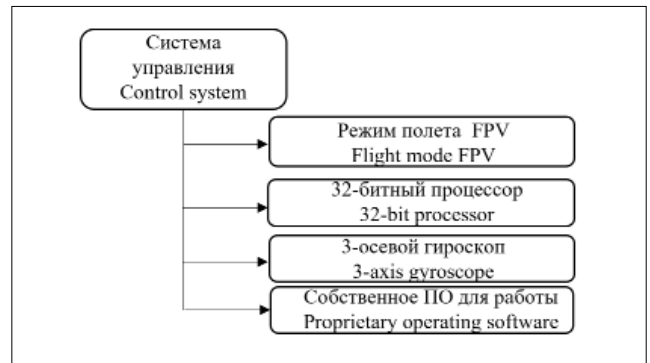 Система
управления
Control system
Режим полета FPV
Flight mode FPV
32-битный процессор
32-bit processor
3-осевой гироскоп
3-axis gyroscope
Собственное ПО для работы
Proprietary operating software